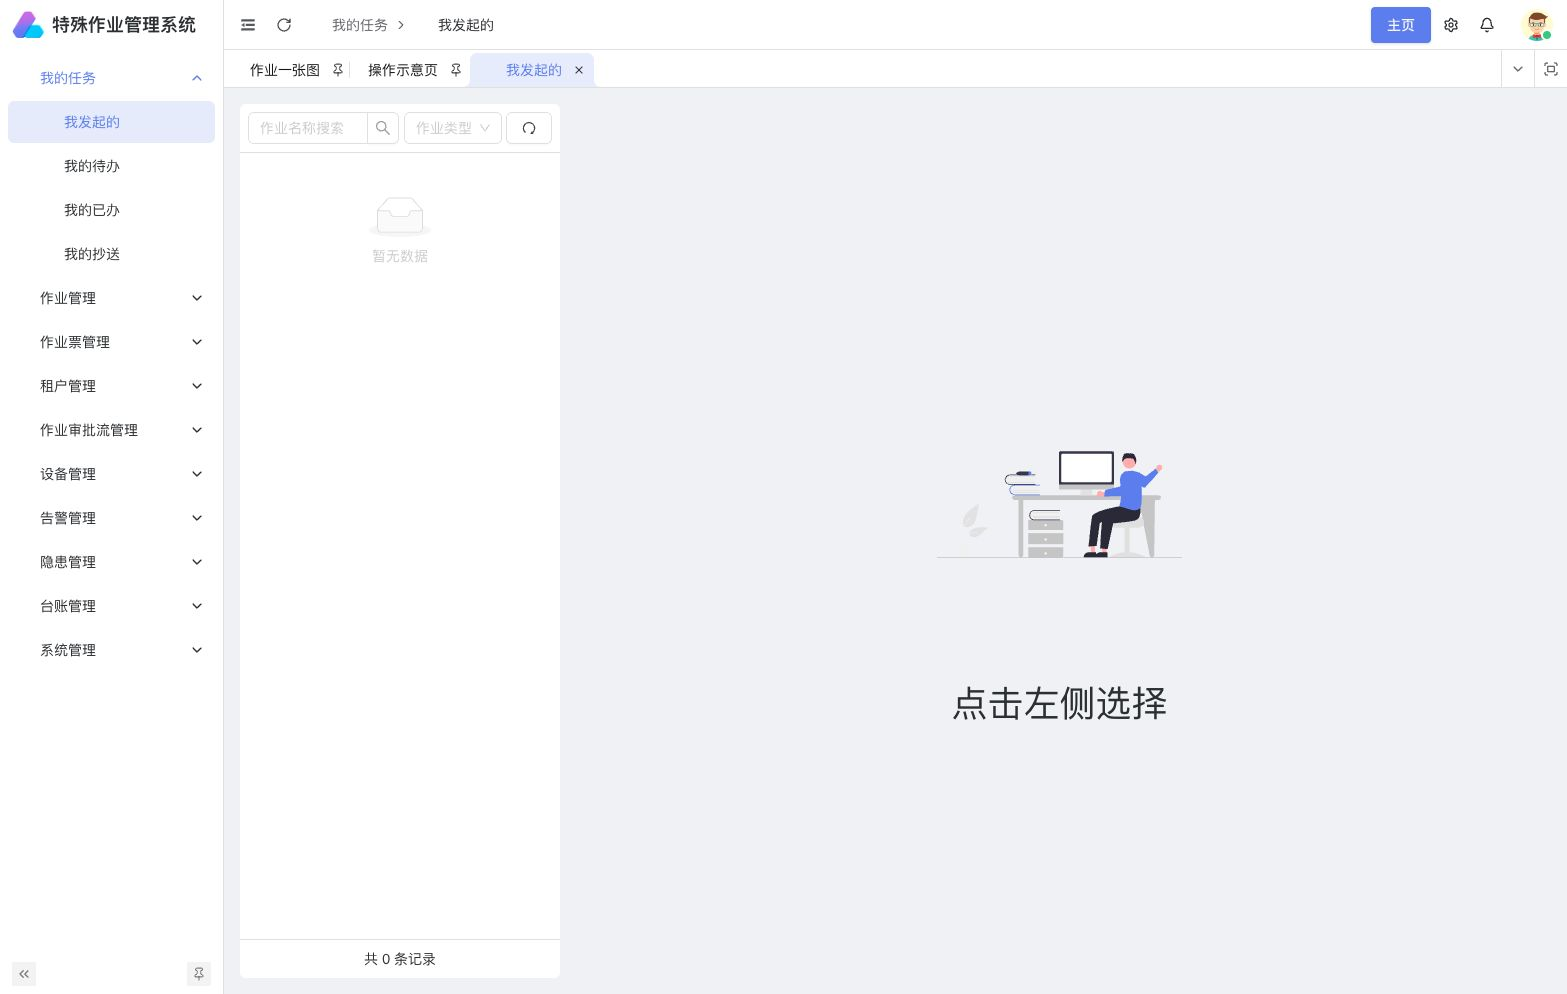 特殊作业管理系统
我的任务
我发起的
我的待办
我的已办
我的抄送
作业管理
作业票管理
租户管理
作业审批流管理
设备管理
告警管理
隐患管理
台账管理
系统管理
我的任务 我发起的
主页
作业一张图 操作示意页 我发起的
作业名称搜索 作业类型
暂无数据
共 0 条记录
点击左侧选择